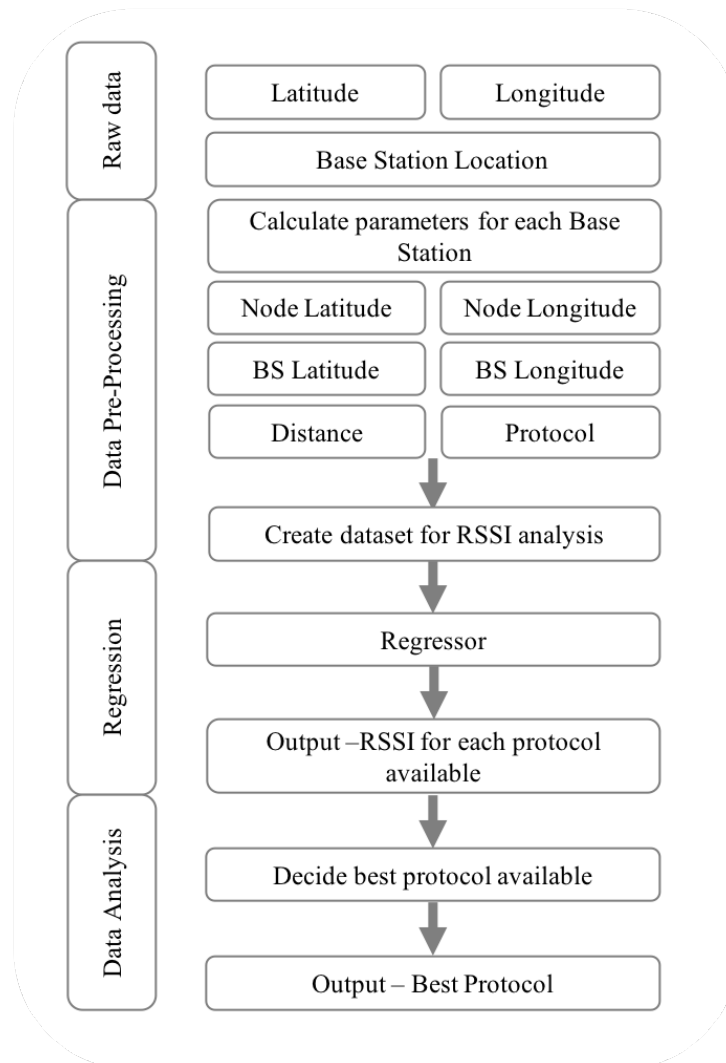 Raw data
Latitude
Longitude
Base Station Location
Data Pre-Processing
Calculate parameters for each Base
Station
Node Latitude
Node Longitude
BS Latitude
BS Longitude
Distance
Protocol
Create dataset for RSSI analysis
Regression
Regressor
Output –RSSI for each protocol
available
Data Analysis
Decide best protocol available
Output – Best Protocol